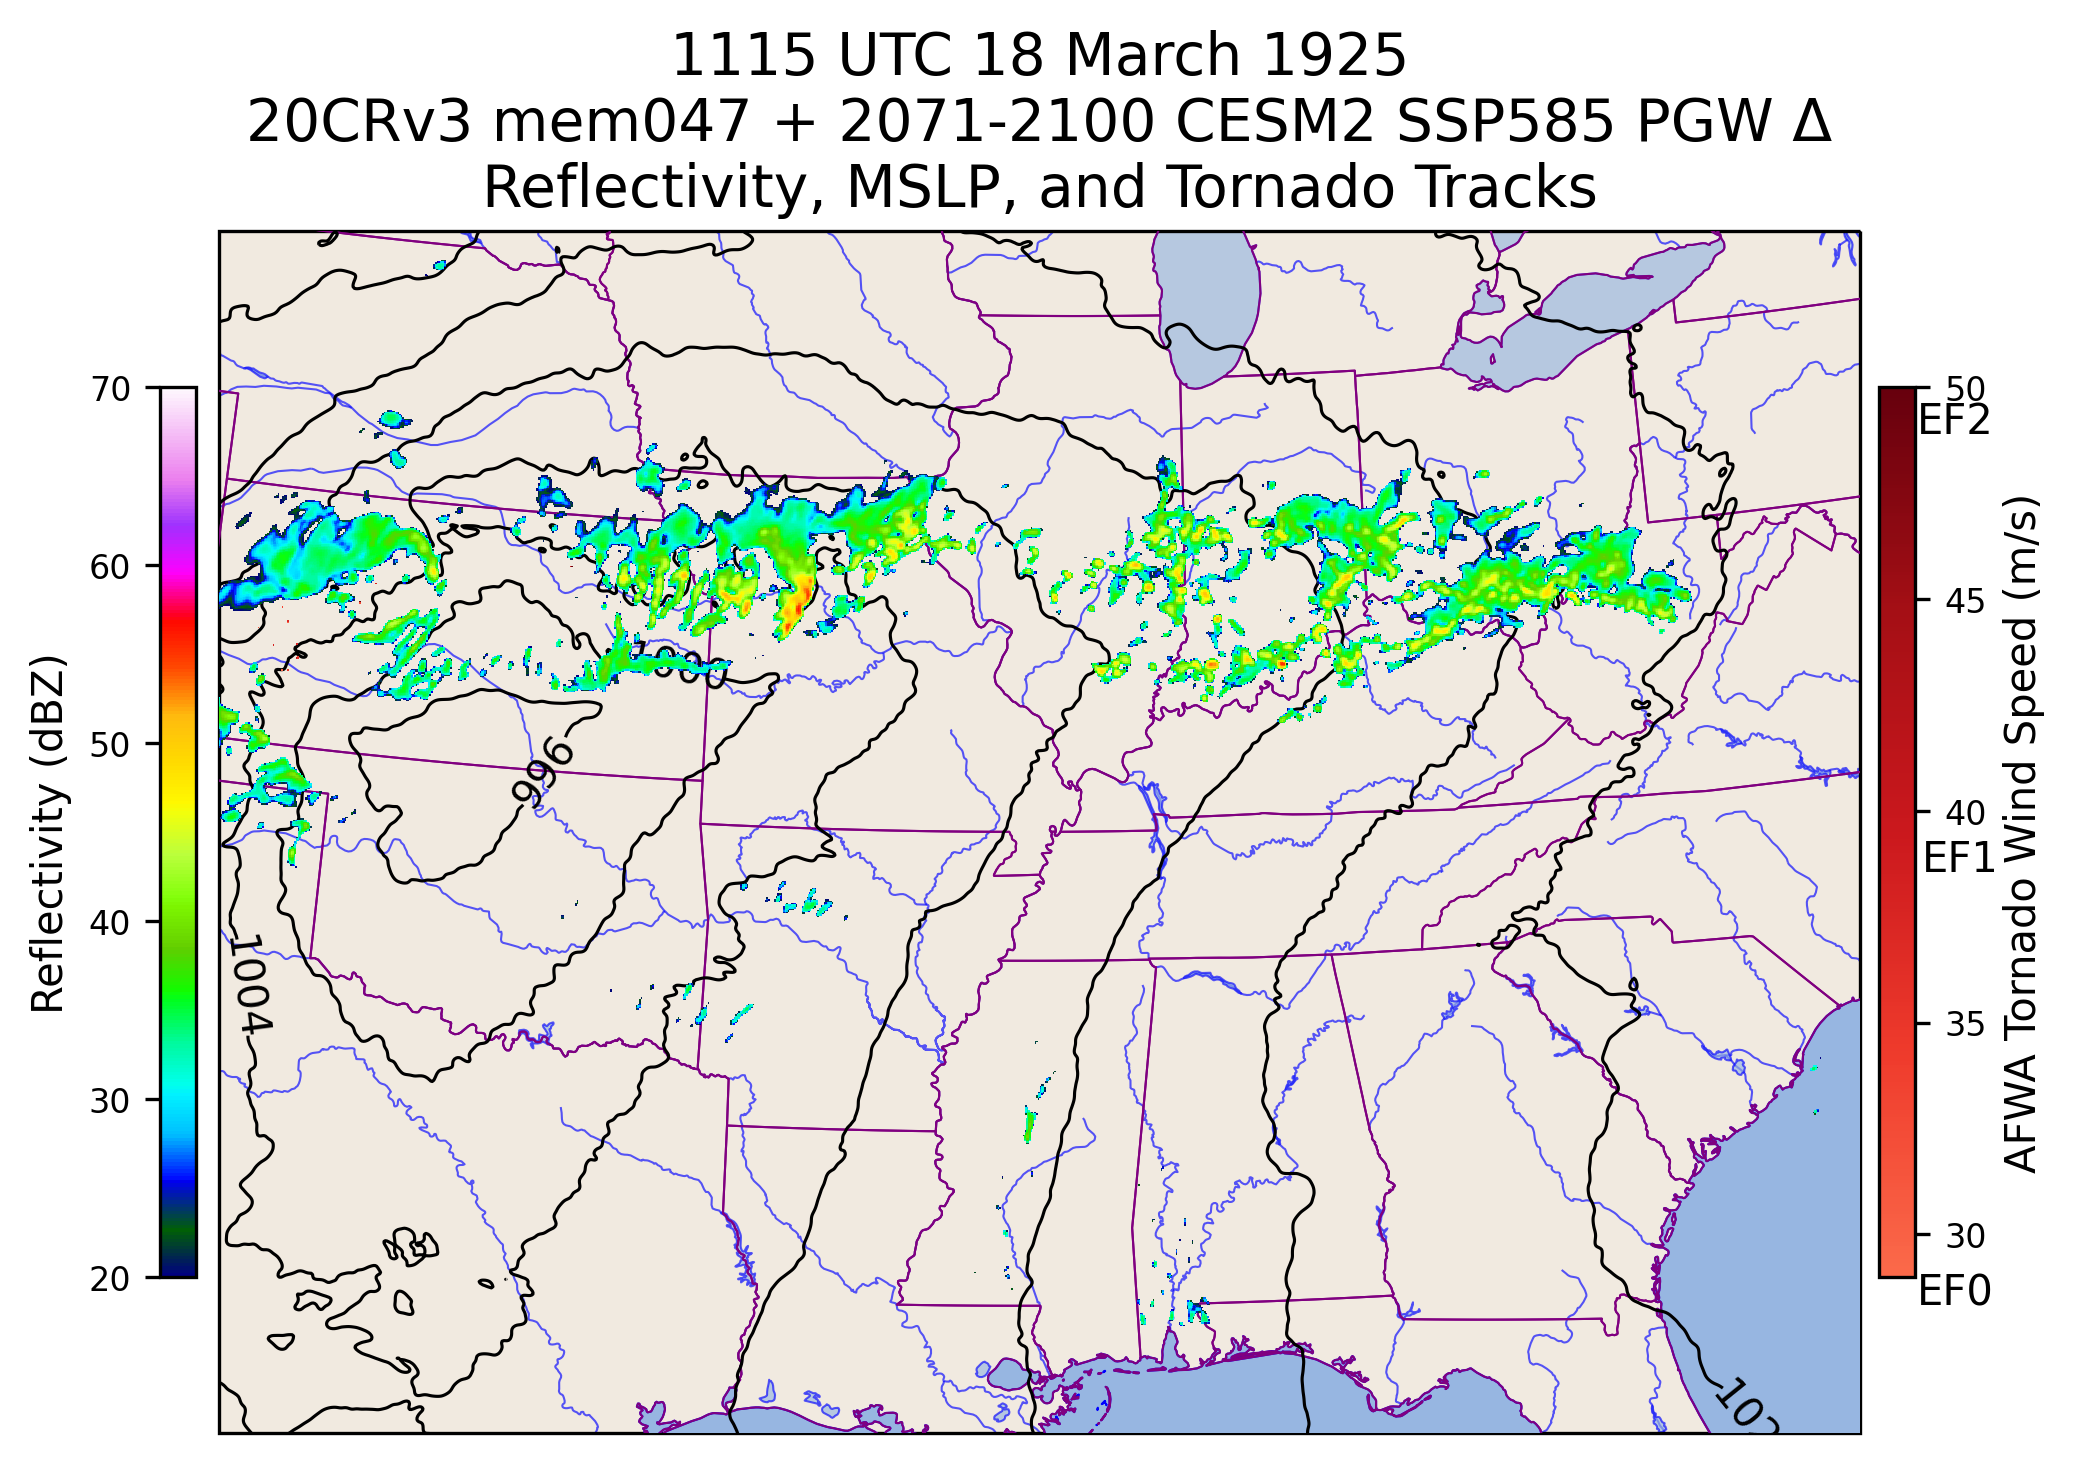 1115 UTC 18 March 1925
20CRv3 mem047 + 2071-2100 CESM2 SSP585 PGW Δ
Reflectivity, MSLP, and Tornado Tracks
Reflectivity (dBZ)
70
60
50
40
30
20
1000
996
1004
102
50
EF2
45
40
EF1
35
30
EF0
AFWA Tornado Wind Speed (m/s)